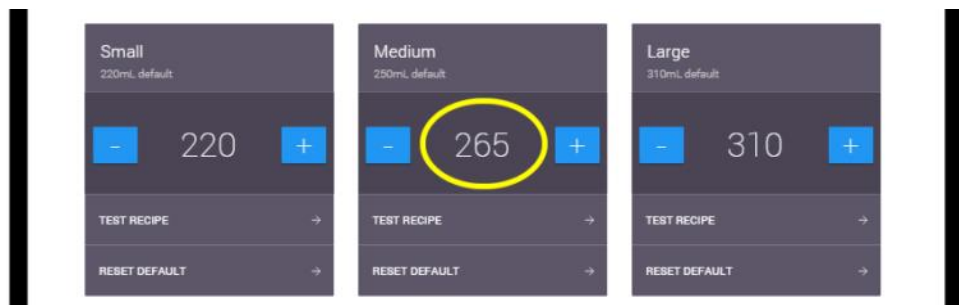 Small
220mL default
-
220
+
TEST RECIPE →
RESET DEFAULT →
Medium
250mL default
-
265
+
TEST RECIPE →
RESET DEFAULT →
Large
310mL default
-
310
+
TEST RECIPE →
RESET DEFAULT →